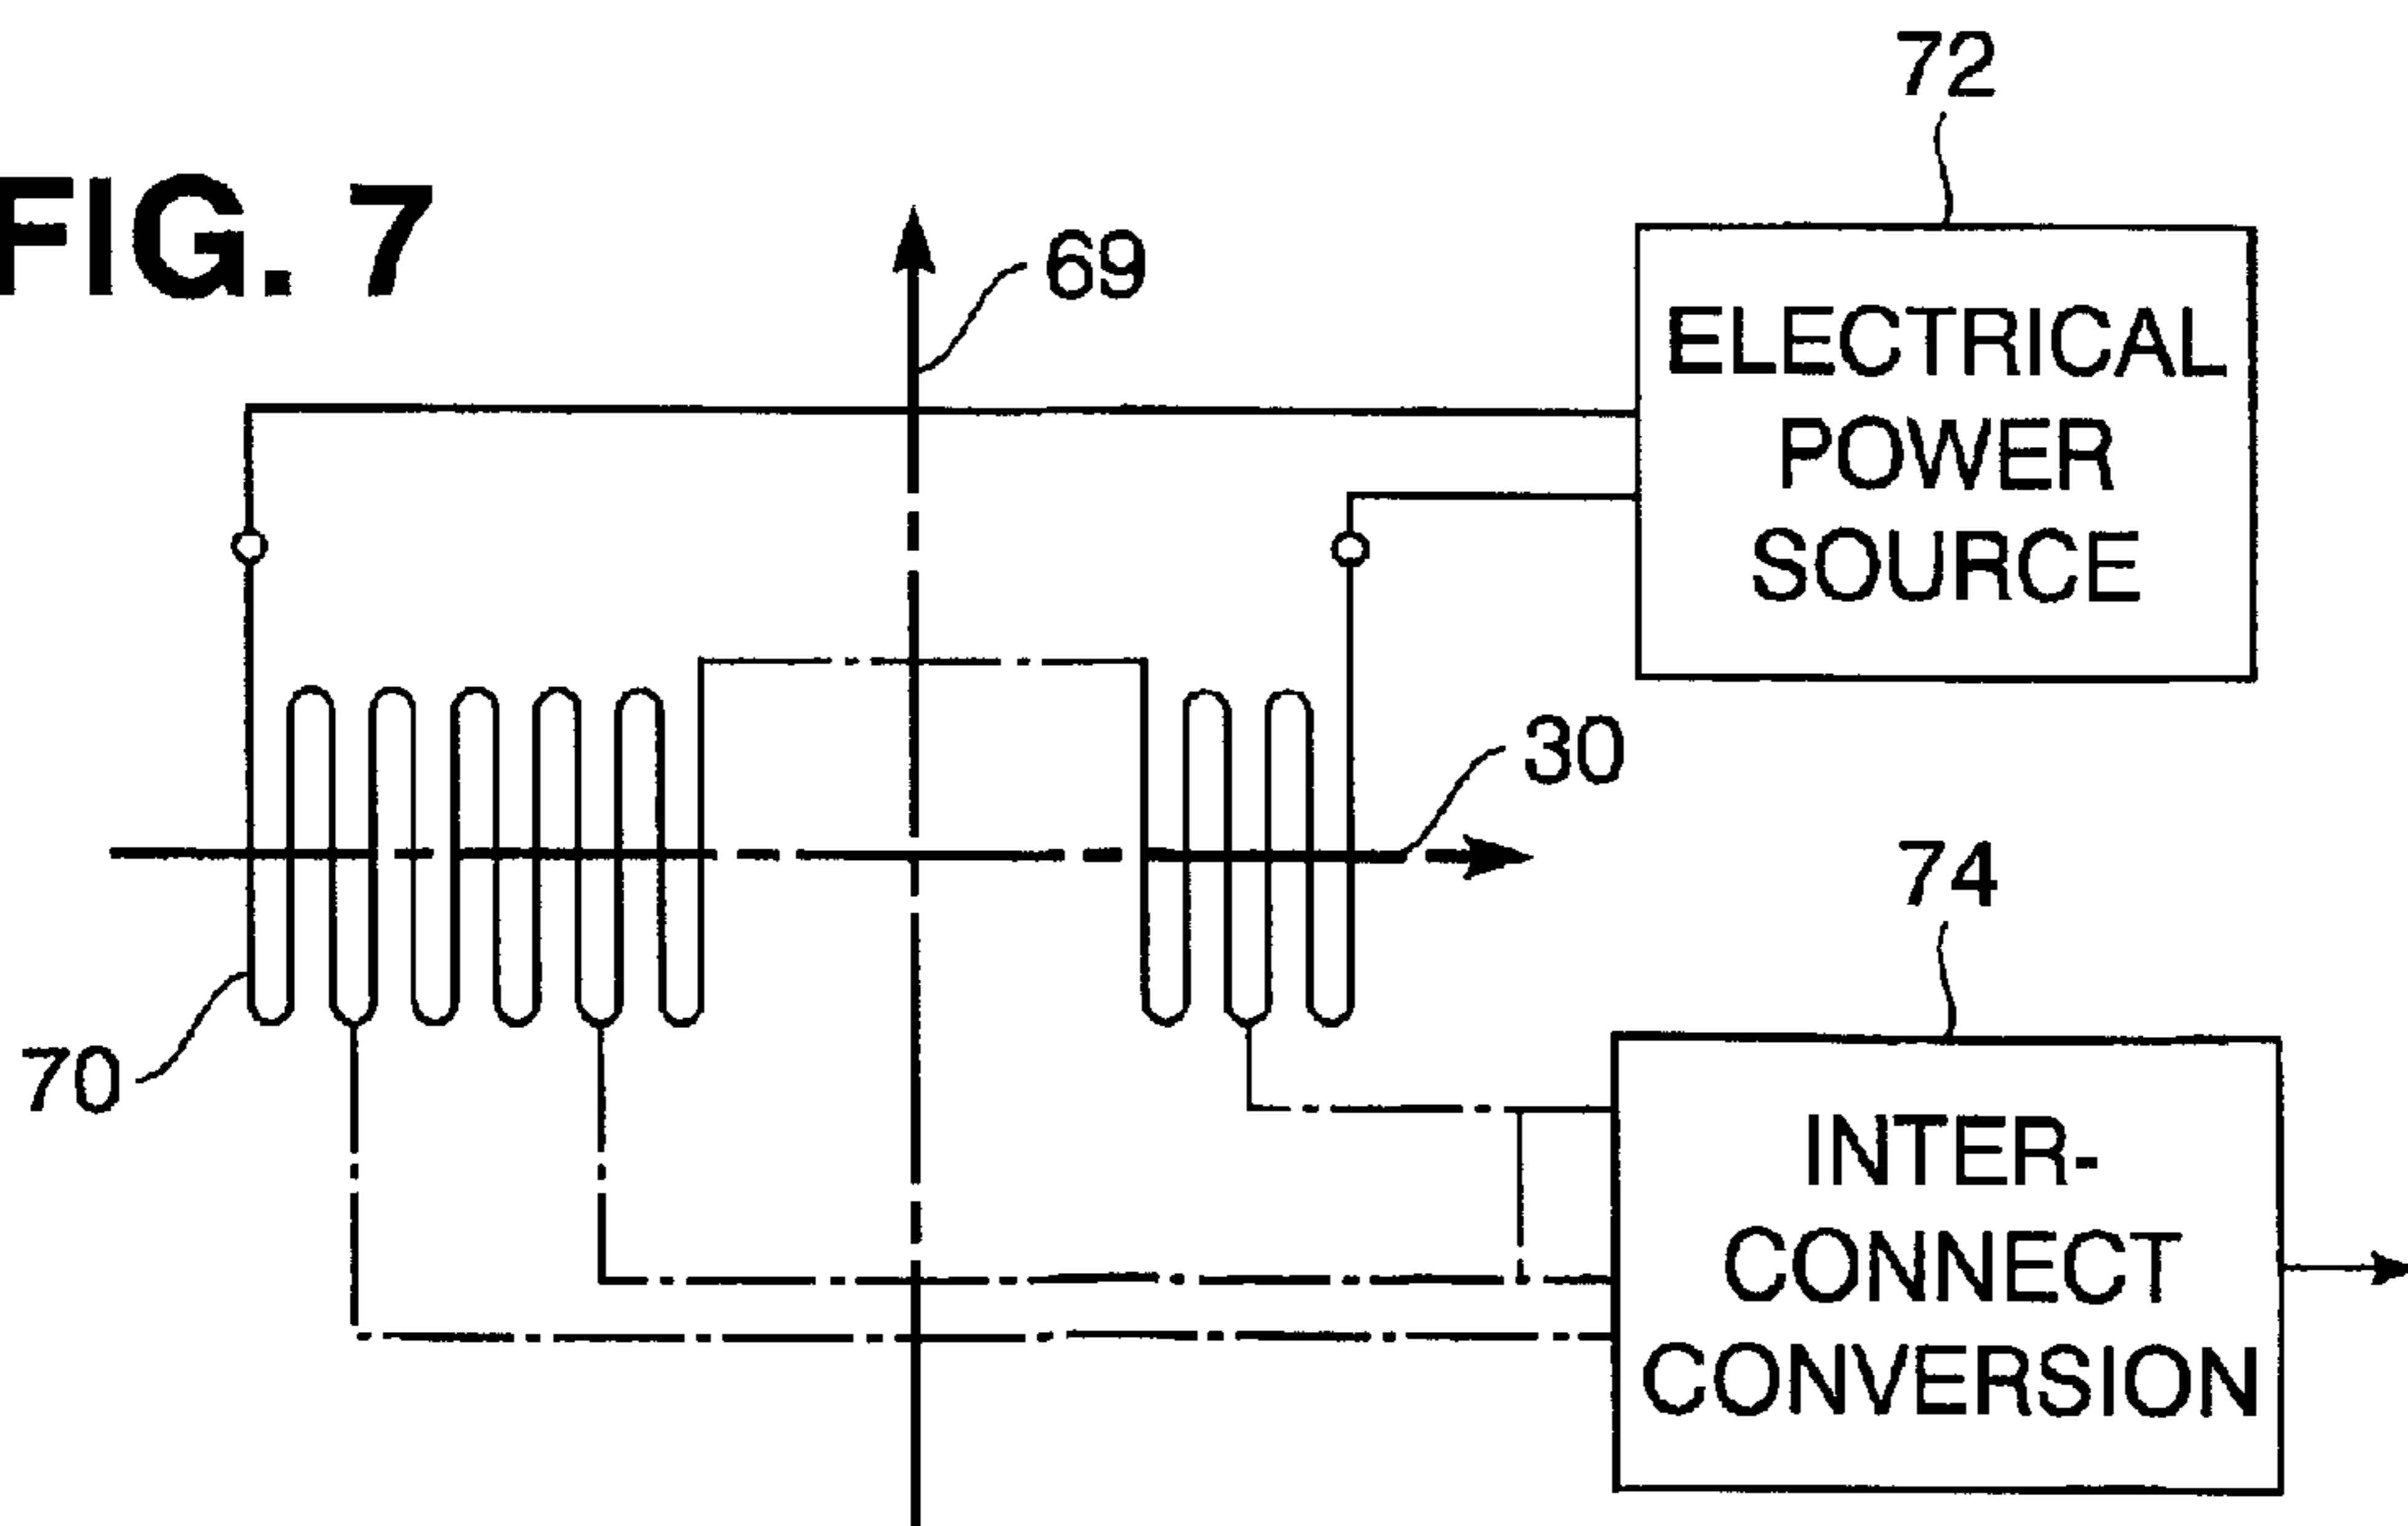 FIG. 7
72
69
ELECTRICAL
POWER
SOURCE
30
74
70
INTER-
CONNECT
CONVERSION